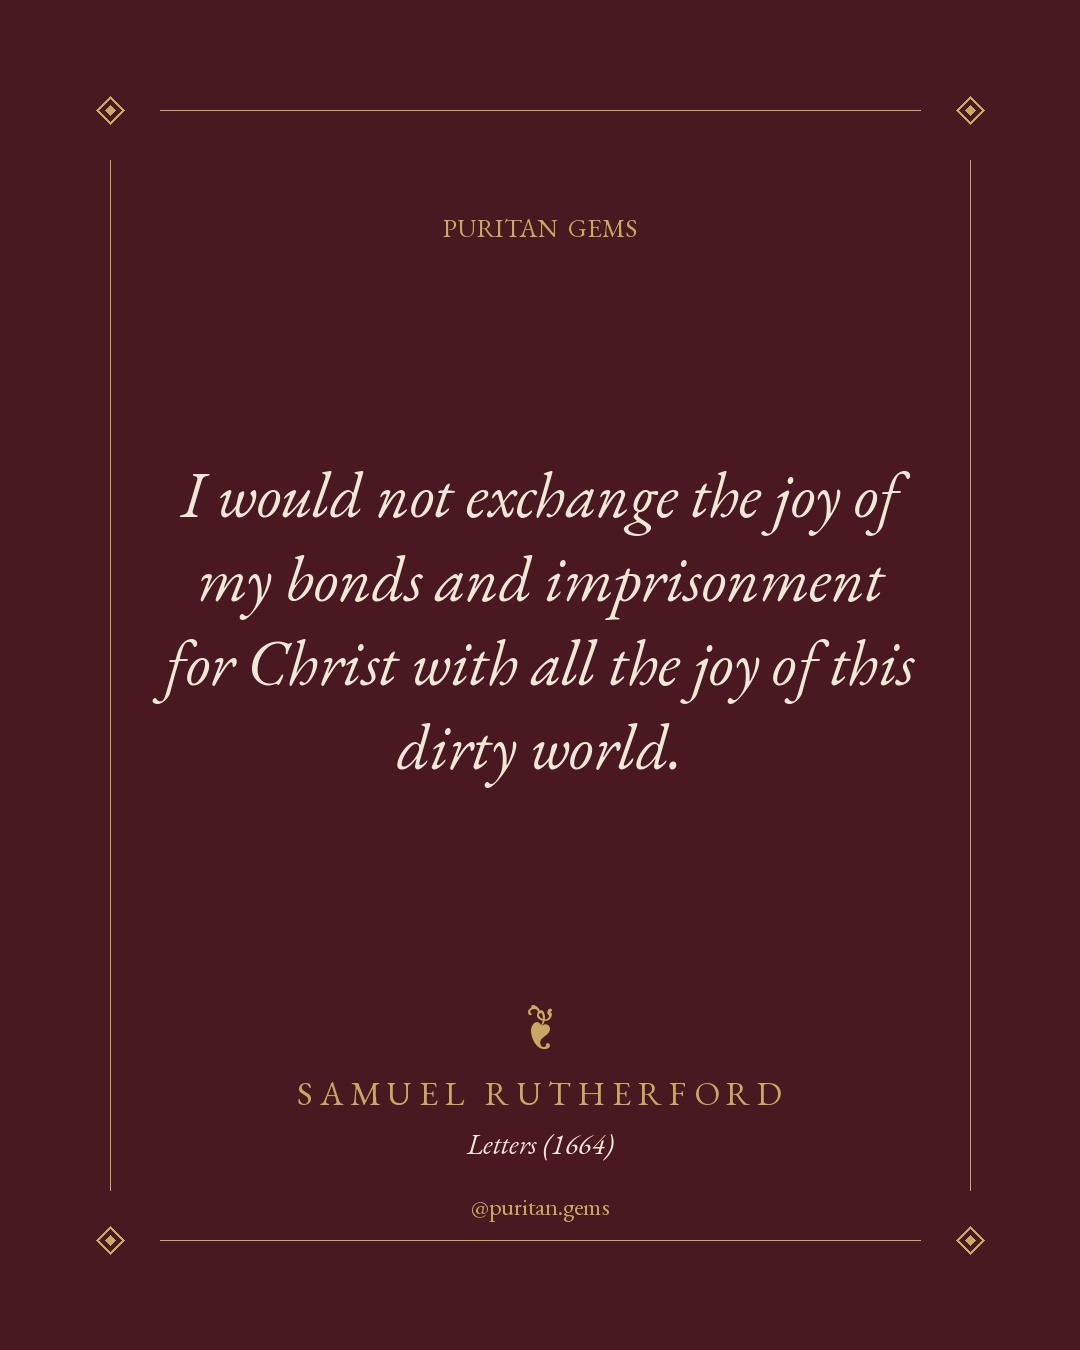 PURITAN GEMS
I would not exchange the joy of
my bonds and imprisonment
for Christ with all the joy of this
dirty world.
SAMUEL RUTHERFORD
Letters (1664)
@puritan.gems